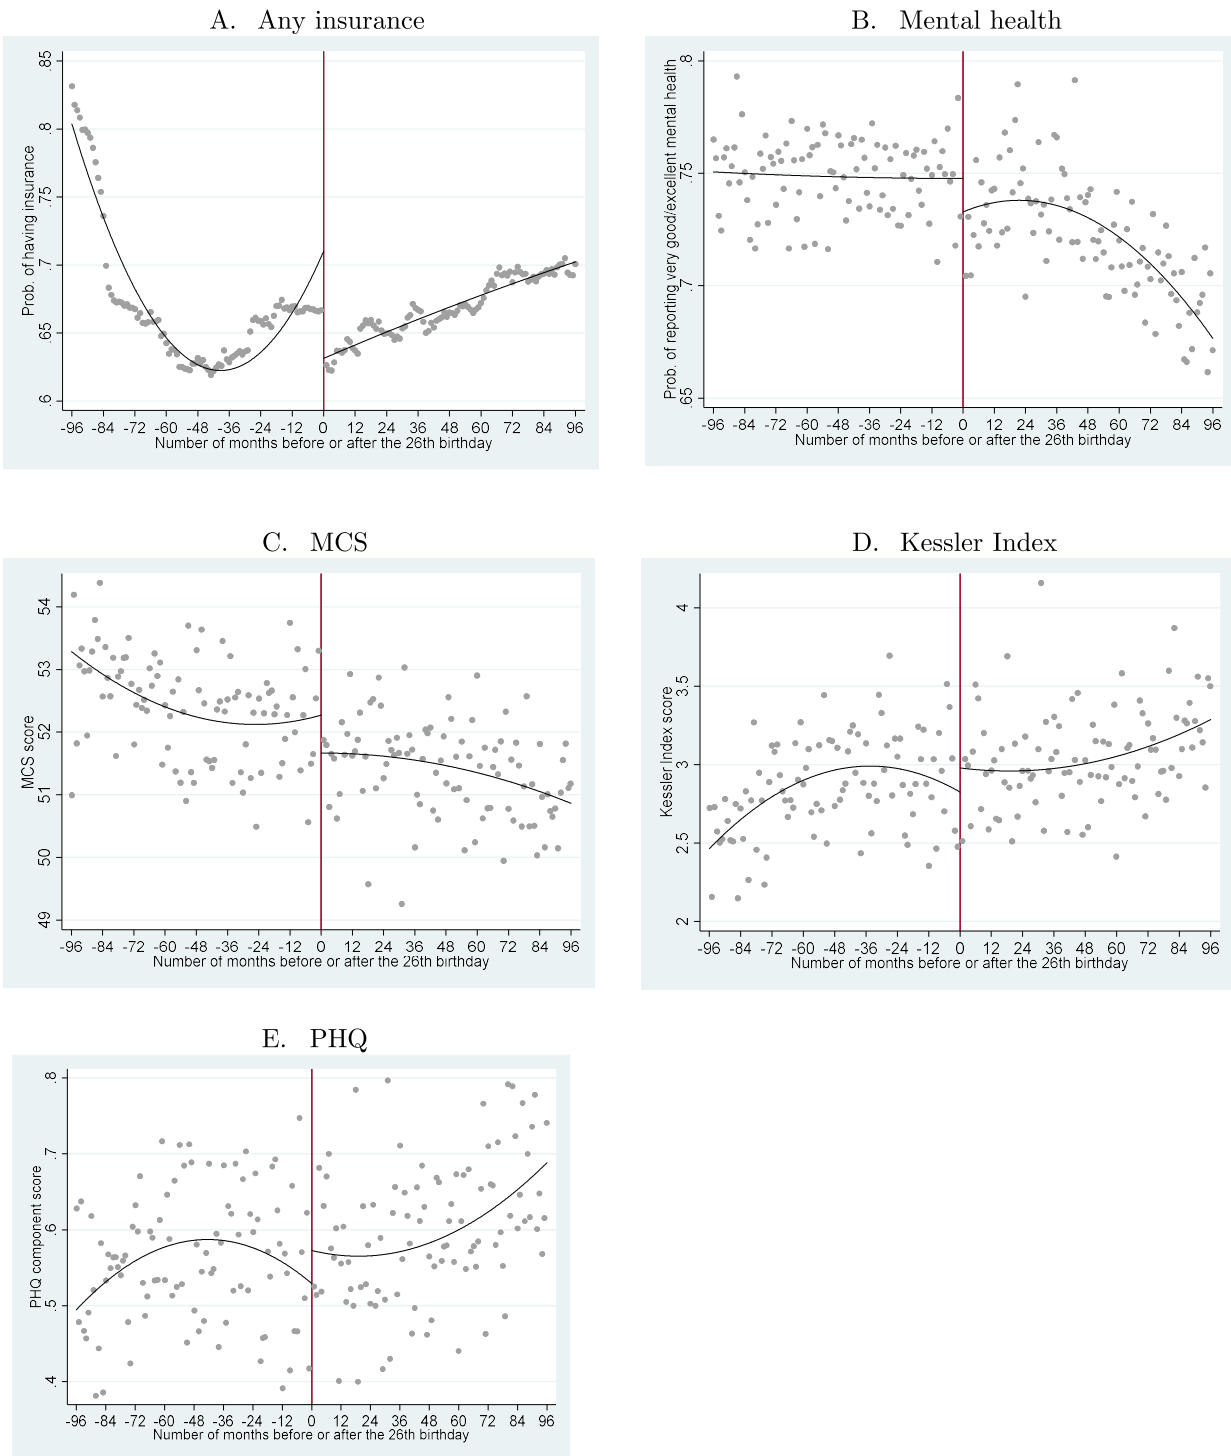 A. Any insurance
Prob. of having insurance
.85
.8
.75
.7
.65
.6
-96 -84 -72 -60 -48 -36 -24 -12 0 12 24 36 48 60 72 84 96
Number of months before or after the 26th birthday
B. Mental health
Prob. of reporting very good/excellent mental health
.8
.75
.7
.65
-96 -84 -72 -60 -48 -36 -24 -12 0 12 24 36 48 60 72 84 96
Number of months before or after the 26th birthday
C. MCS
MCS score
54
53
52
51
50
49
-96 -84 -72 -60 -48 -36 -24 -12 0 12 24 36 48 60 72 84 96
Number of months before or after the 26th birthday
D. Kessler Index
Kessler Index score
4
3.5
3
2.5
2
-96 -84 -72 -60 -48 -36 -24 -12 0 12 24 36 48 60 72 84 96
Number of months before or after the 26th birthday
E. PHQ
PHQ component score
.8
.7
.6
.5
.4
-96 -84 -72 -60 -48 -36 -24 -12 0 12 24 36 48 60 72 84 96
Number of months before or after the 26th birthday